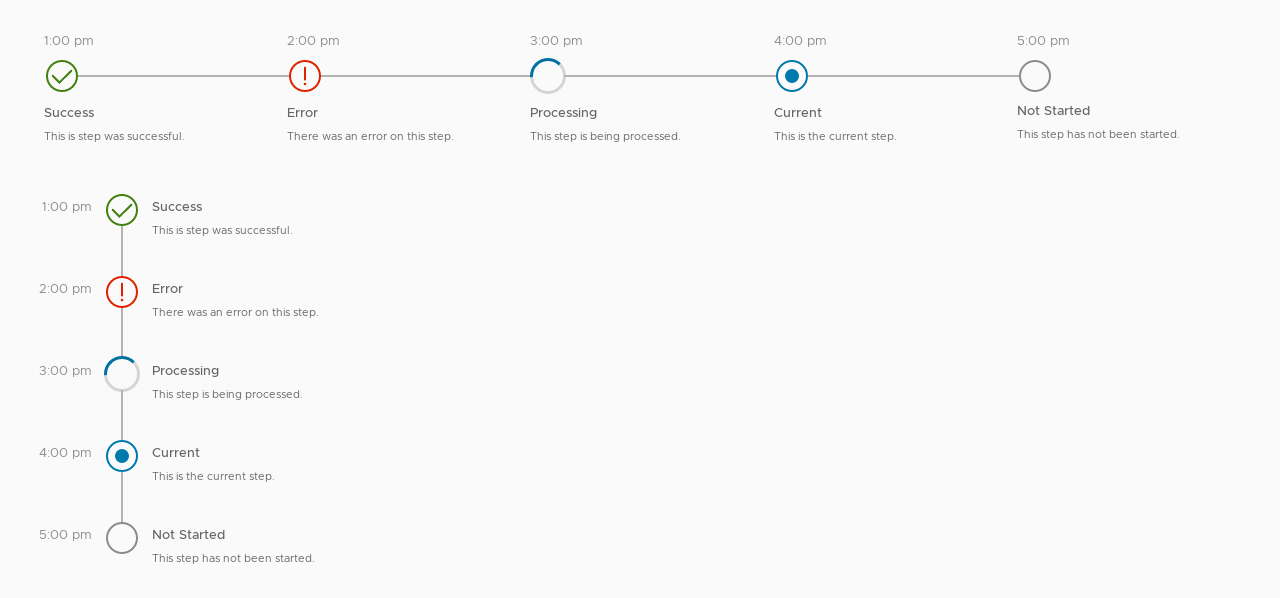 1:00 pm 2:00 pm 3:00 pm 4:00 pm 5:00 pm
Success Error Processing Current Not Started
This is step was successful. There was an error on this step. This step is being processed. This is the current step. This step has not been started.
1:00 pm Success
This is step was successful.
2:00 pm Error
There was an error on this step.
3:00 pm Processing
This step is being processed.
4:00 pm Current
This is the current step.
5:00 pm Not Started
This step has not been started.